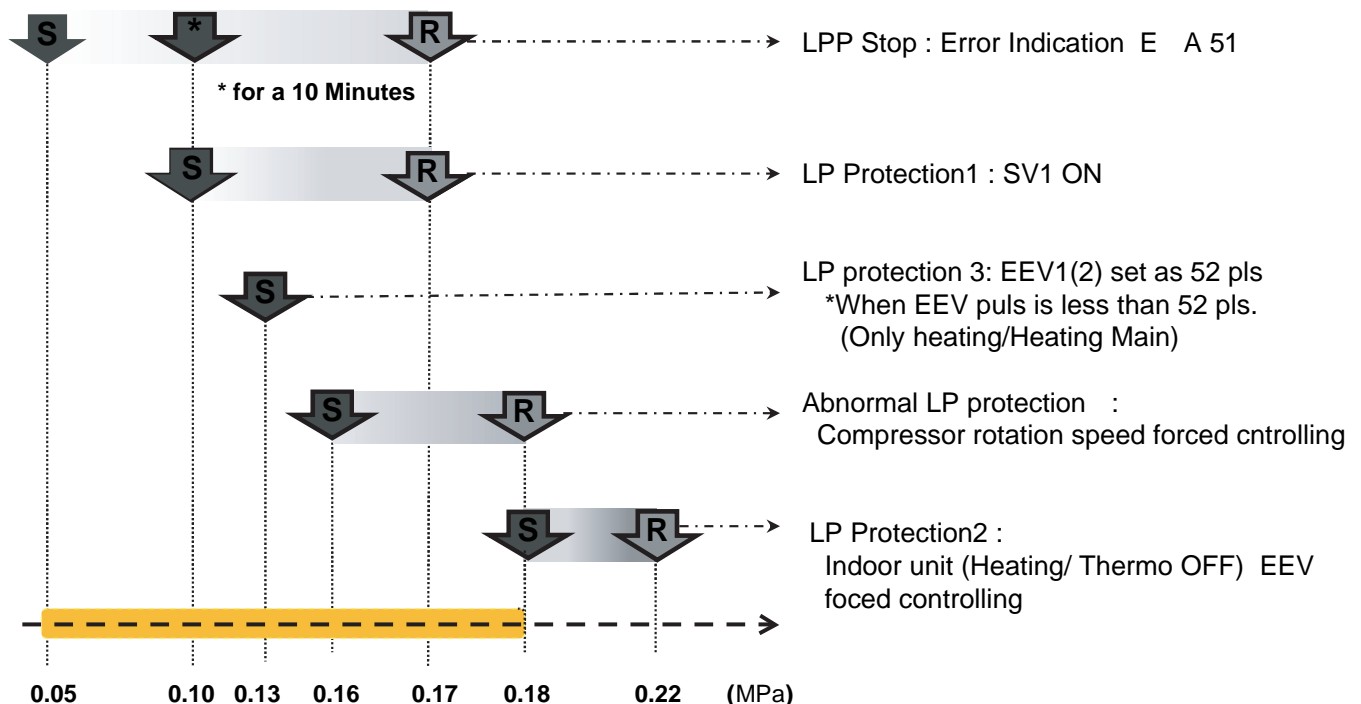 S * R LPP Stop : Error Indication E A 51
* for a 10 Minutes
S R LP Protection1 : SV1 ON
LP protection 3: EEV1(2) set as 52 pls
S *When EEV puls is less than 52 pls.
(Only heating/Heating Main)
S R Abnormal LP protection :
Compressor rotation speed forced cntrolling
S R LP Protection2 :
Indoor unit (Heating/ Thermo OFF) EEV
foced controlling
0.05 0.10 0.13 0.16 0.17 0.18 0.22 (MPa)